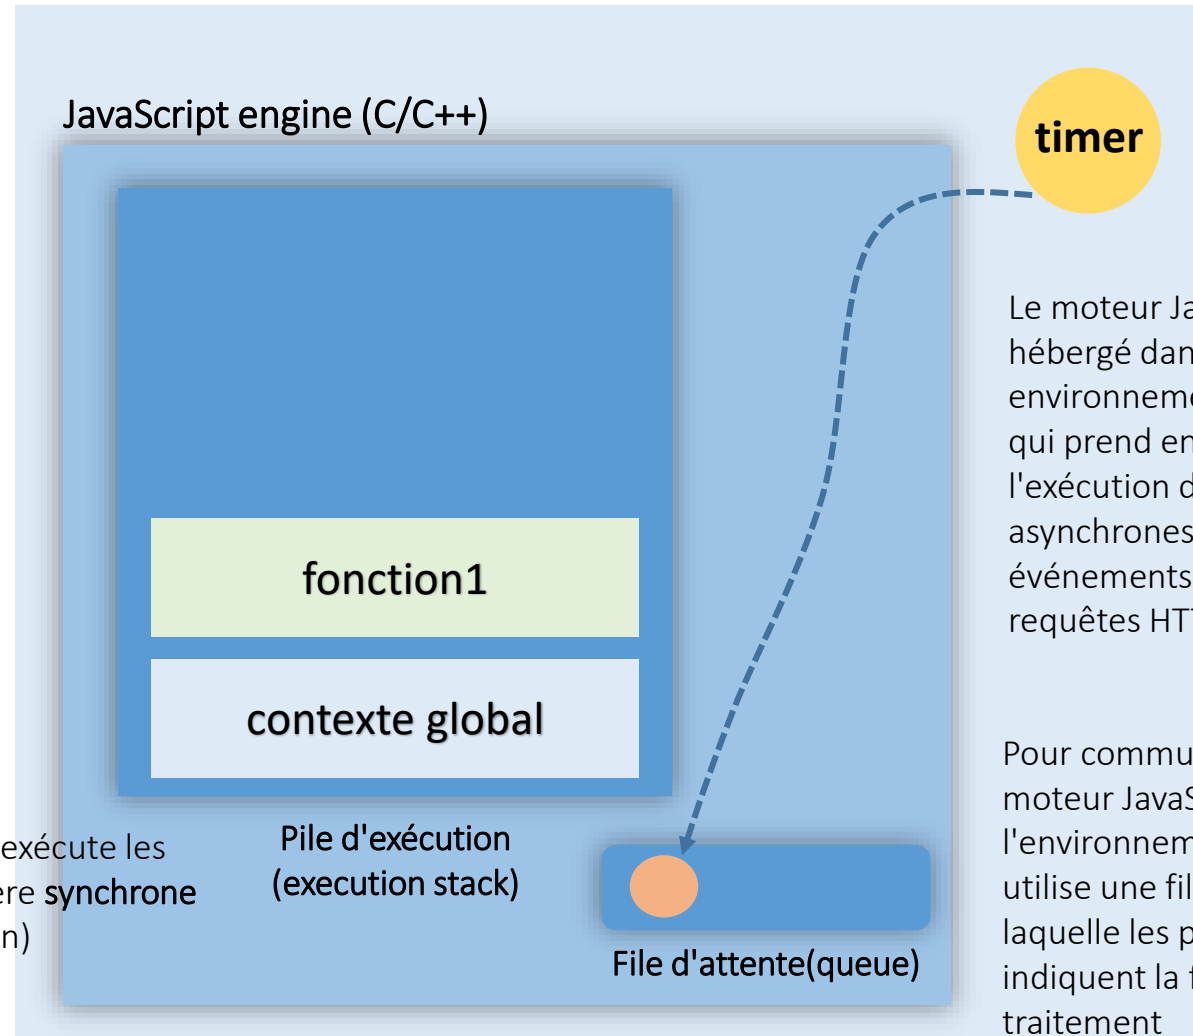 JavaScript engine (C/C++)
timer
Le moteur Ja
hébergé dan
environneme
qui prend en
l'exécution d
asynchrones
événements
requêtes HT
fonction1
contexte global
Pour commu
moteur JavaS
l'environnem
utilise une fil
laquelle les p
indiquent la f
traitement
exécute les
ère synchrone
n)
Pile d'exécution
(execution stack)
File d'attente(queue)